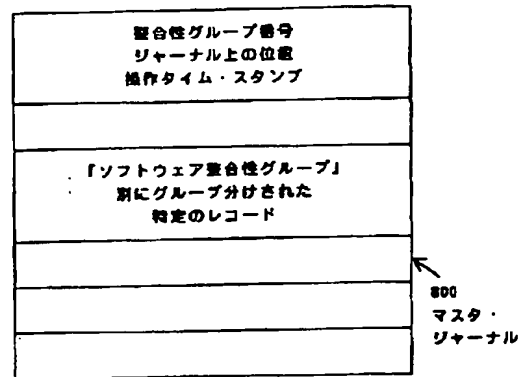 整合性グループ番号
ジャーナル上の位置
操作タイム・スタンプ
「ソフトウェア整合性グループ」
別にグループ分けされた
特定のレコード
800
マスタ・
ジャーナル